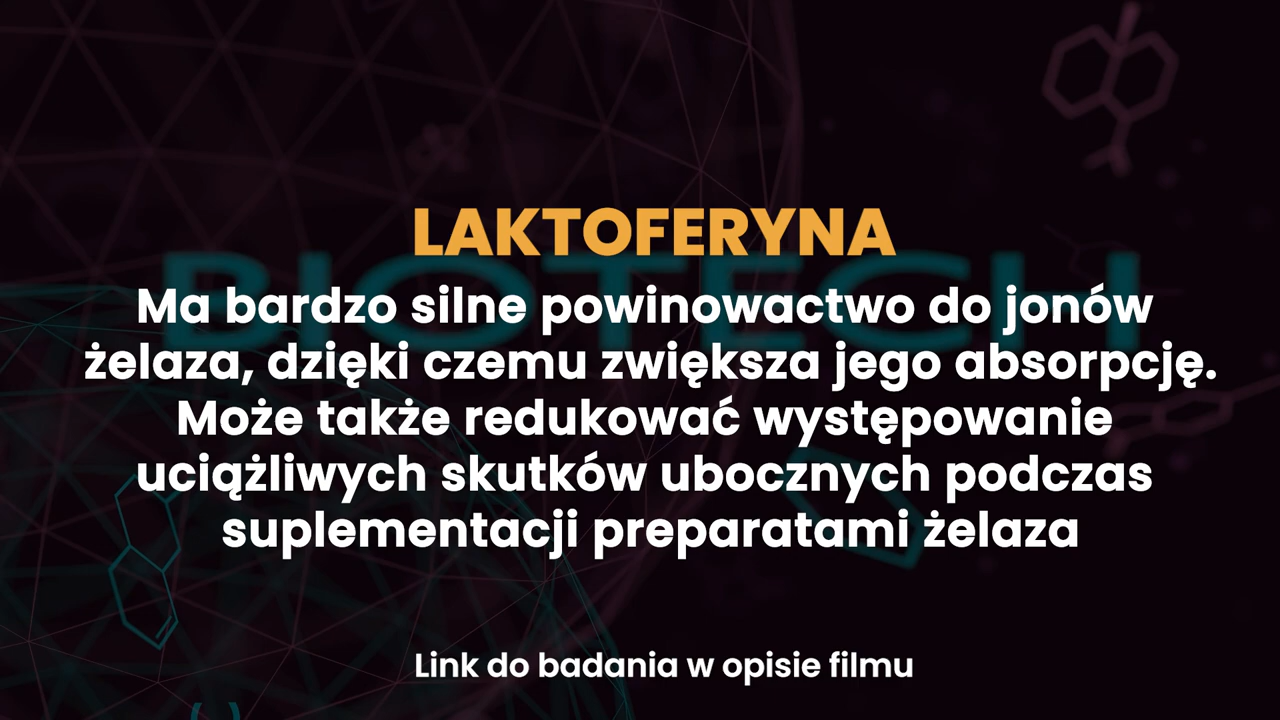 LAKTOFERYNA
BIOTECH
Ma bardzo silne powinowactwo do jonów
żelaza, dzięki czemu zwiększa jego absorpcję.
Może także redukować występowanie
uciążliwych skutków ubocznych podczas
suplementacji preparatami żelaza
Link do badania w opisie filmu